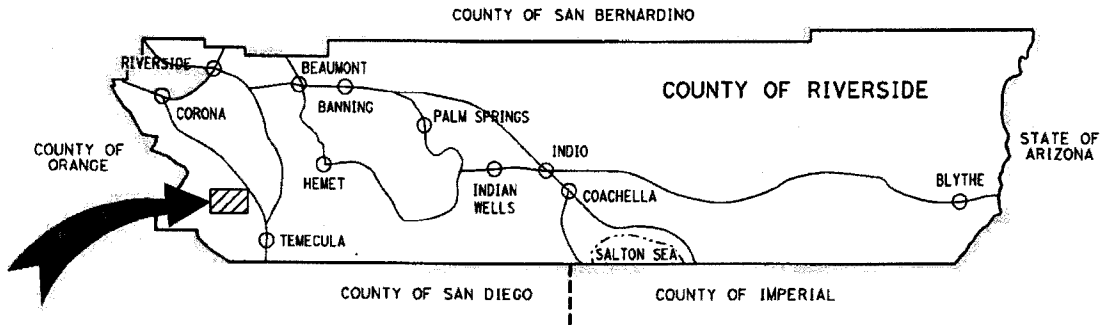 COUNTY OF SAN BERNARDINO
RIVERSIDE
BEAUMONT
COUNTY OF RIVERSIDE
BANNING
CORONA
PALM SPRINGS
COUNTY OF
ORANGE
STATE OF
ARIZONA
INDIO
HEMET
INDIAN
WELLS
COACHELLA
BLYTHE
TEMECULA
SALTON SEA
COUNTY OF SAN DIEGO
COUNTY OF IMPERIAL